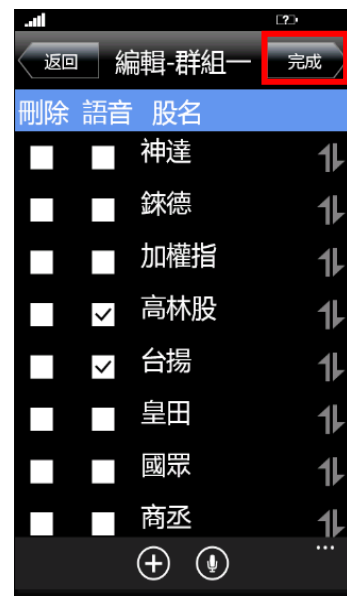 返回 編輯-群組一 完成
刪除 語音 股名
神達
錸德
加權指
高林股
台揚
皇田
國眾
商丞